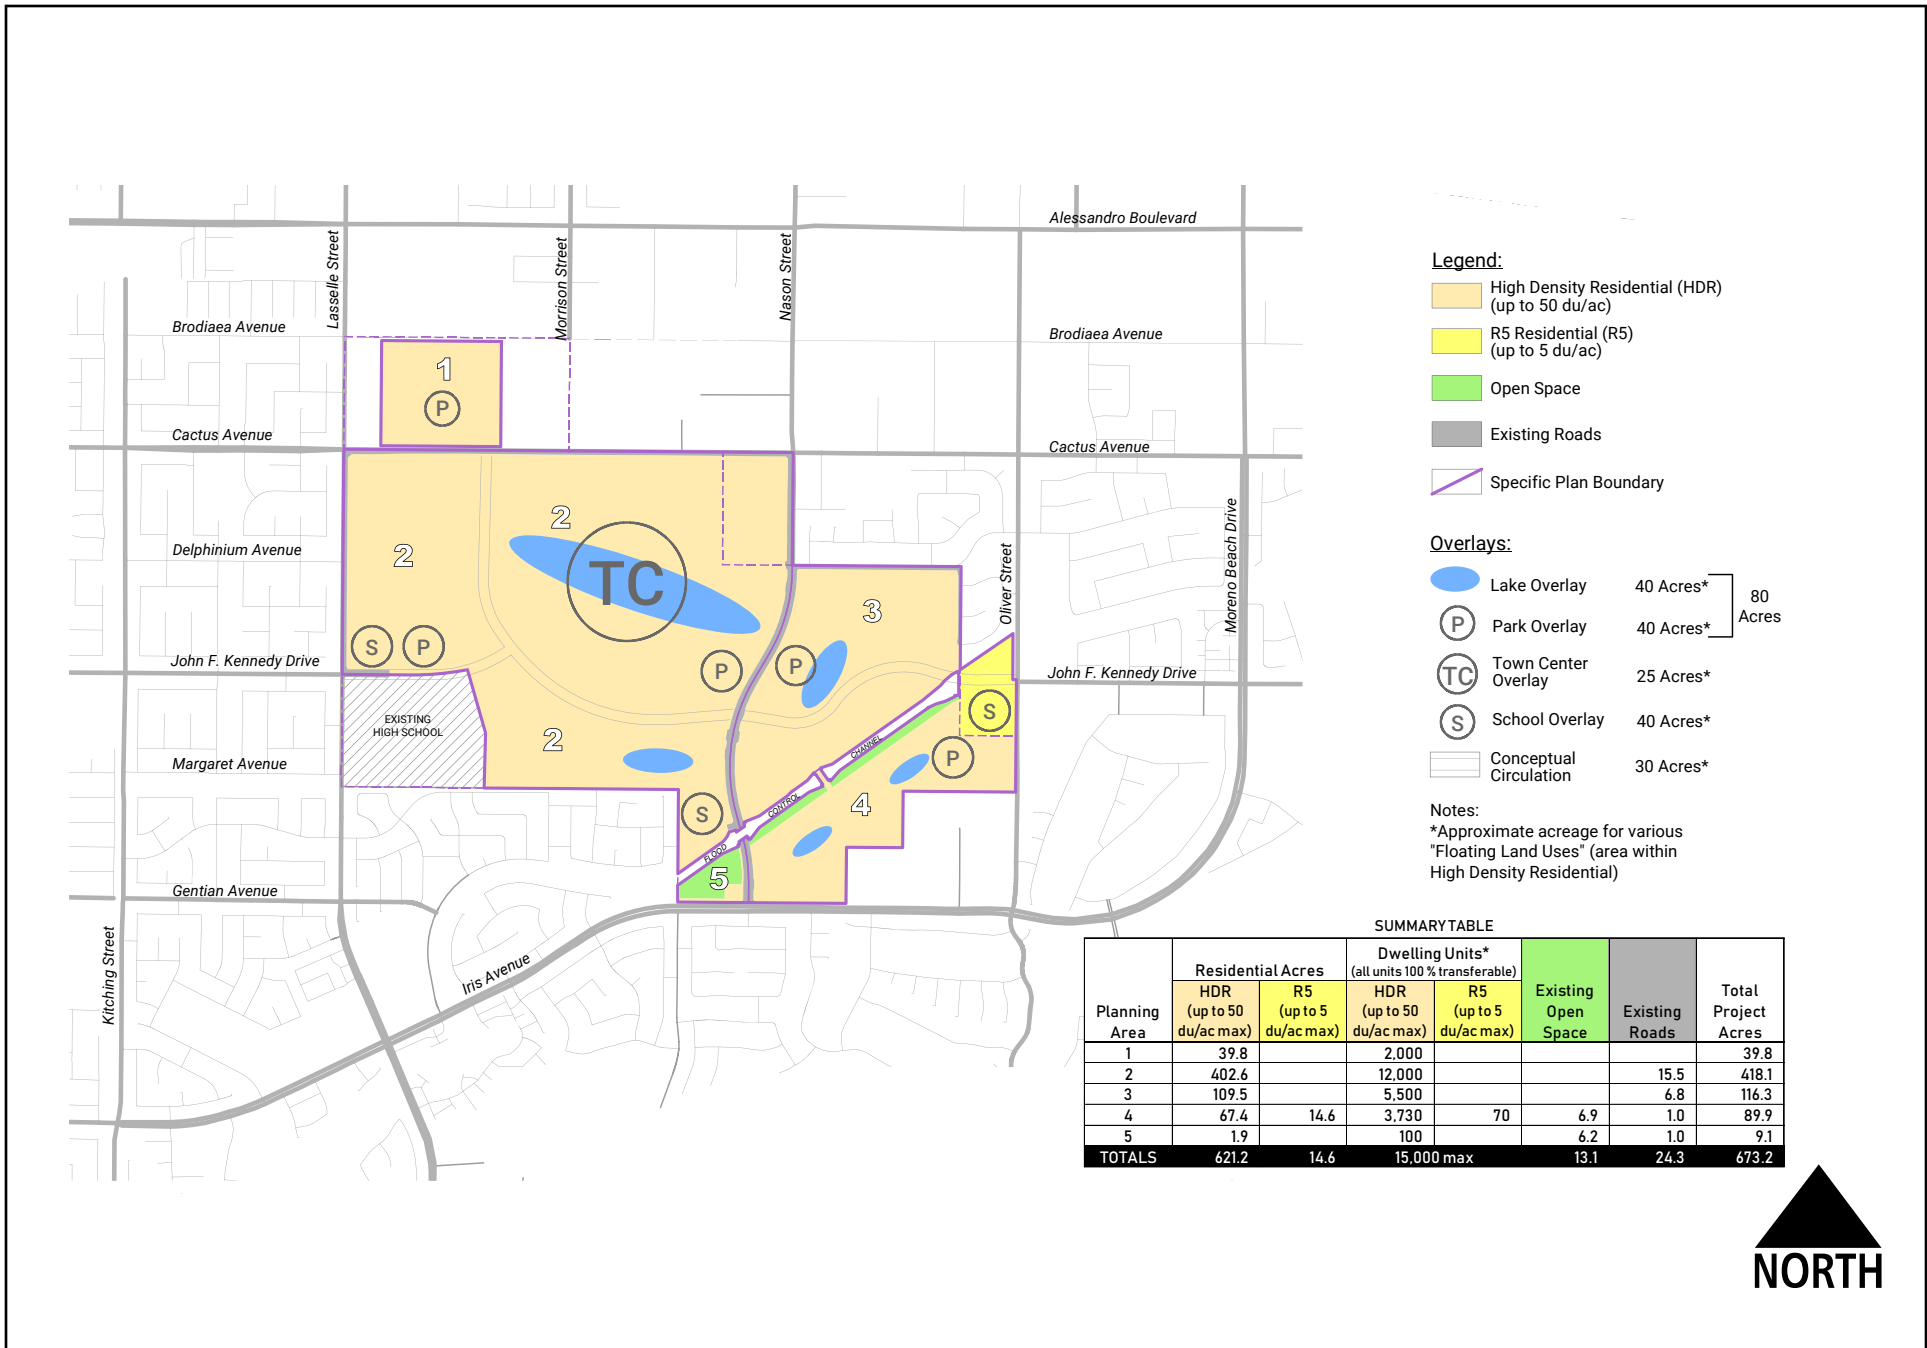 Alessandro Boulevard
Lasselle Street
Morrison Street
Nason Street
Brodiaea Avenue
Brodiaea Avenue
1
P
Cactus Avenue
Cactus Avenue
2
2
Delphinium Avenue
TC
Oliver Street
Moreno Beach Drive
3
S
P
P
P
John F. Kennedy Drive
John F. Kennedy Drive
S
EXISTING
HIGH SCHOOL
2
CHANNEL
P
Margaret Avenue
CONTROL
4
S
FLOOD
5
Gentian Avenue
Kitching Street
Iris Avenue
Legend:
High Density Residential (HDR)
(up to 50 du/ac)
R5 Residential (R5)
(up to 5 du/ac)
Open Space
Existing Roads
Specific Plan Boundary
Overlays:
Lake Overlay 40 Acres*
80
Acres
P Park Overlay 40 Acres*
TC Town Center
Overlay 25 Acres*
S School Overlay 40 Acres*
Conceptual
Circulation 30 Acres*
Notes:
*Approximate acreage for various
"Floating Land Uses" (area within
High Density Residential)
SUMMARY TABLE
Planning
Area
Residential Acres
HDR
(up to 50
du/ac max)
R5
(up to 5
du/ac max)
Dwelling Units*
(all units 100 % transferable)
HDR
(up to 50
du/ac max)
R5
(up to 5
du/ac max)
Existing
Open
Space
Existing
Roads
Total
Project
Acres
1 39.8 2,000 39.8
2 402.6 12,000 15.5 418.1
3 109.5 5,500 6.8 116.3
4 67.4 14.6 3,730 70 6.9 1.0 89.9
5 1.9 100 6.2 1.0 9.1
TOTALS 621.2 14.6 15,000 max 13.1 24.3 673.2
NORTH